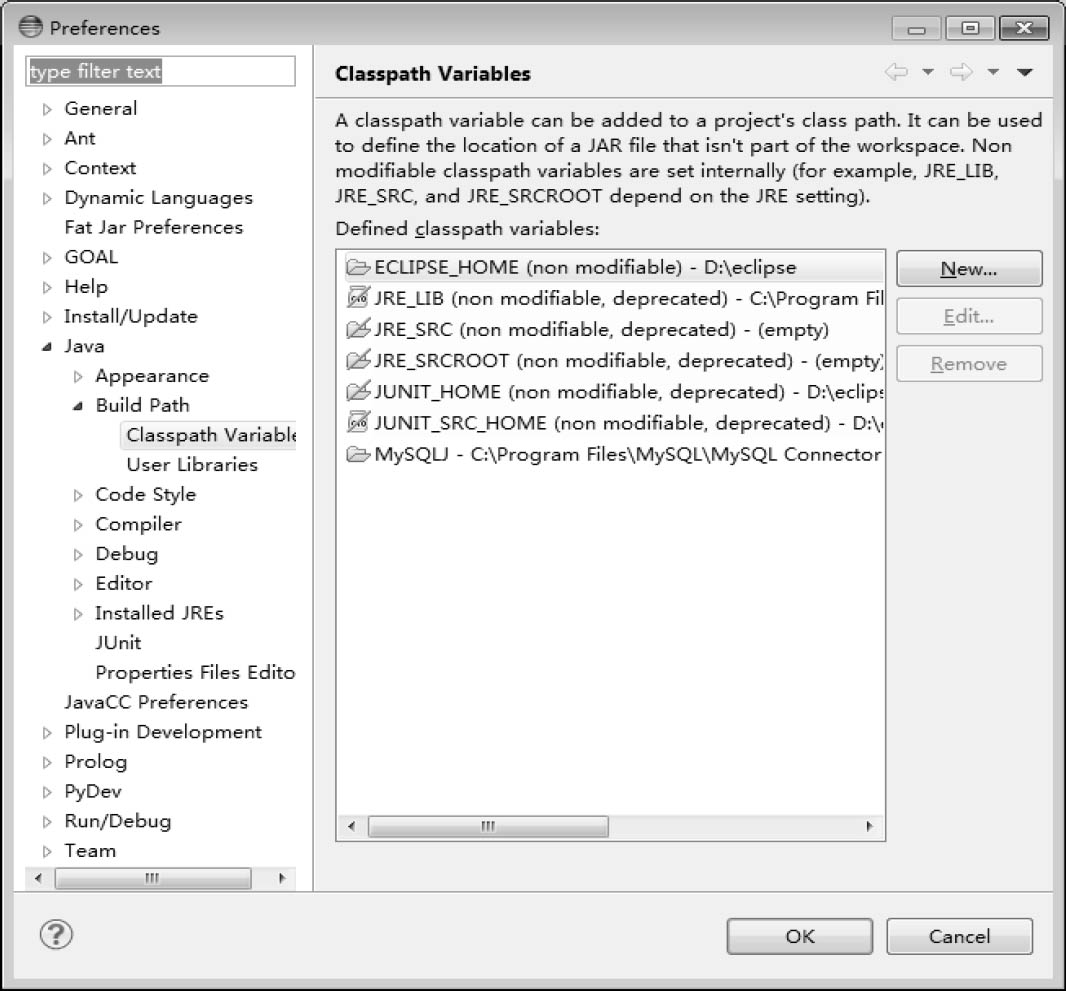 Preferences
type filter text
General
Ant
Context
Dynamic Languages
Fat Jar Preferences
GOAL
Help
Install/Update
Java
Appearance
Build Path
Classpath Variable
User Libraries
Code Style
Compiler
Debug
Editor
Installed JREs
JUnit
Properties Files Edito
JavaCC Preferences
Plug-in Development
Prolog
PyDev
Run/Debug
Team
Classpath Variables
A classpath variable can be added to a project's class path. It can be used
to define the location of a JAR file that isn't part of the workspace. Non
modifiable classpath variables are set internally (for example, JRE_LIB,
JRE_SRC, and JRE_SRCROOT depend on the JRE setting).
Defined classpath variables:
ECLIPSE_HOME (non modifiable) - D:\eclipse
JRE_LIB (non modifiable, deprecated) - C:\Program Fil
JRE_SRC (non modifiable, deprecated) - (empty)
JRE_SRCROOT (non modifiable, deprecated) - (empty)
JUNIT_HOME (non modifiable, deprecated) - D:\eclips
JUNIT_SRC_HOME (non modifiable, deprecated) - D:\
MySQLJ - C:\Program Files\MySQL\MySQL Connector
New...
Edit...
Remove
?
OK
Cancel